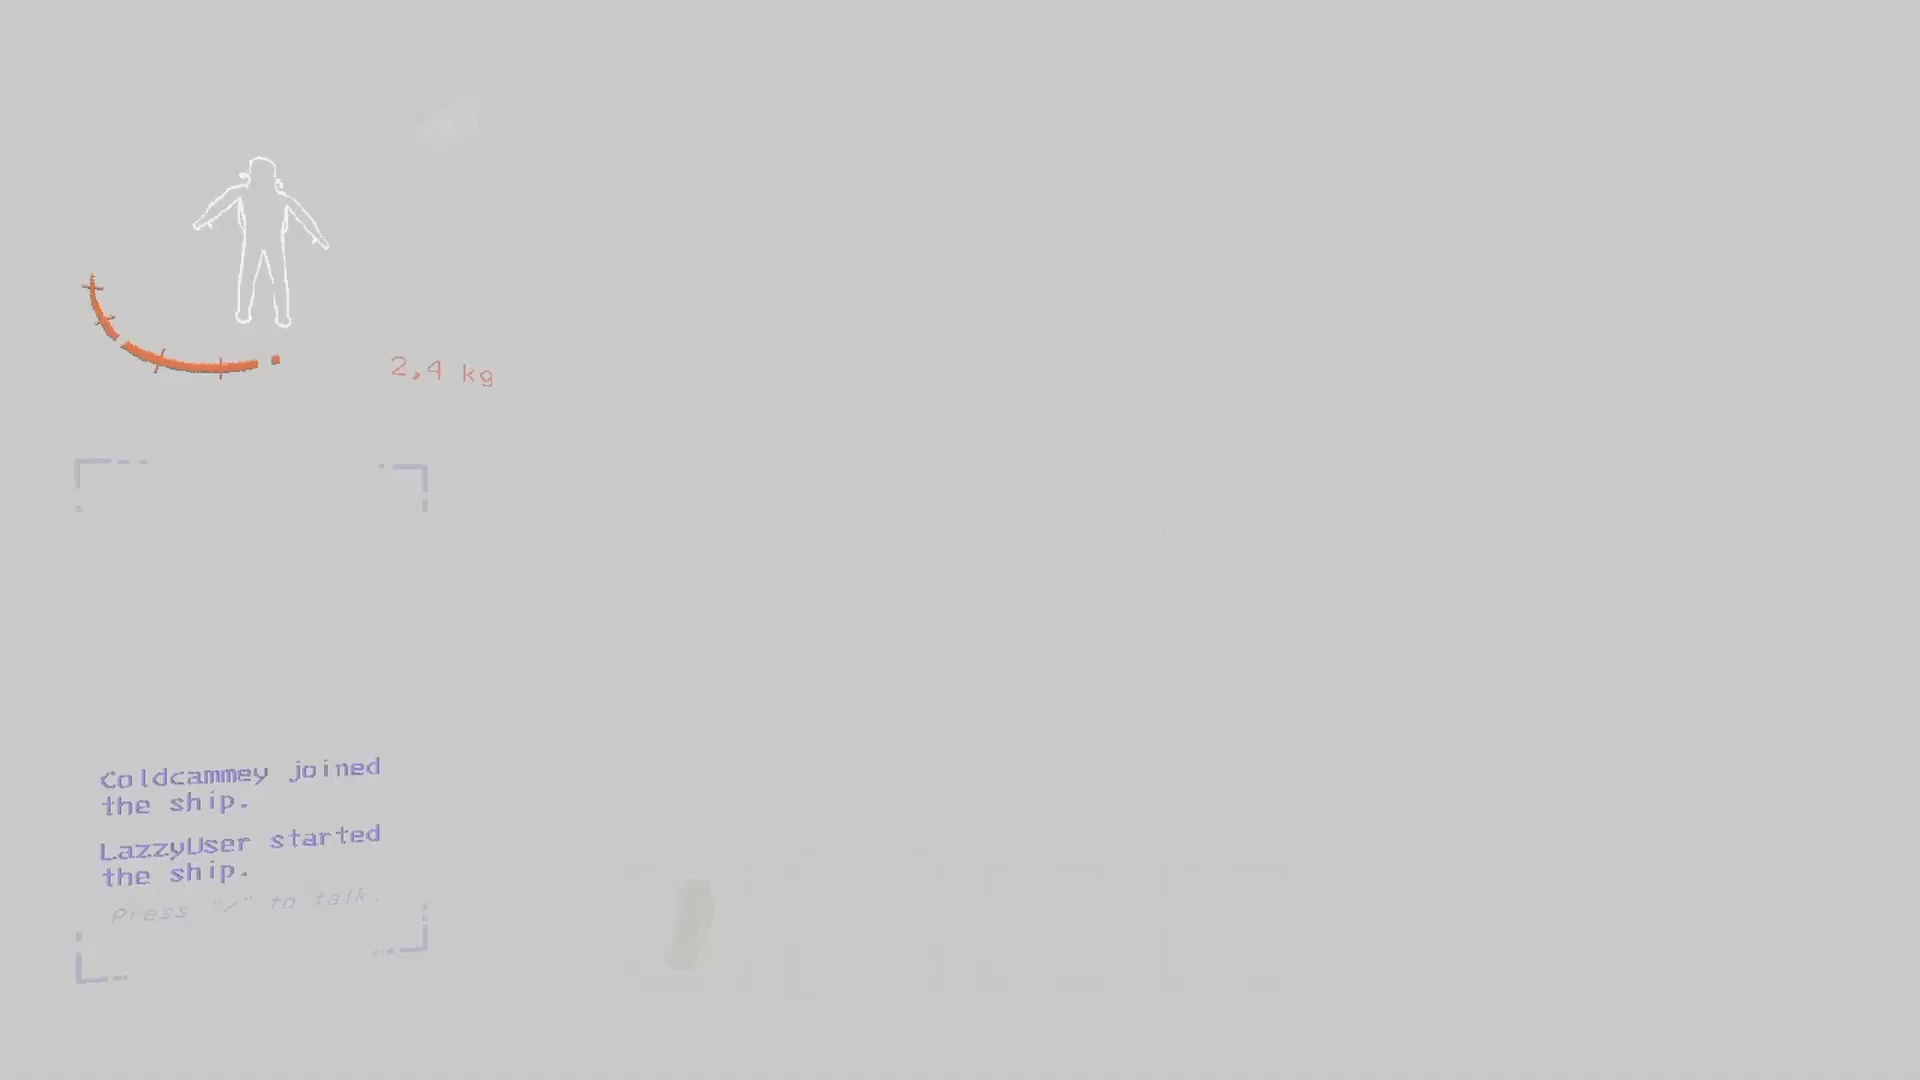 2,4 kg
Coldcammey joined
the ship.
LazzyUser started
the ship.
Press "/" to talk.